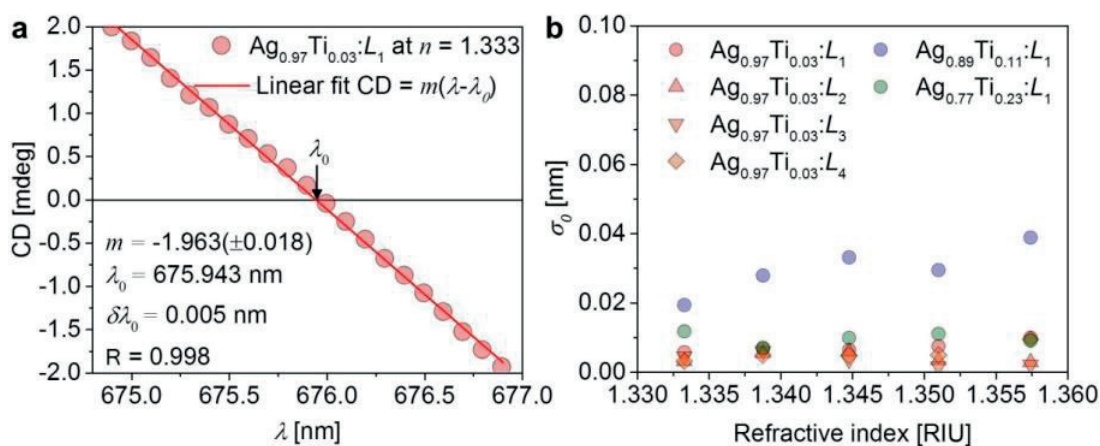 a
Ag0.97Ti0.03:L1 at n = 1.333
Linear fit CD = m(λ-λ0)
λ0
m = -1.963(±0.018)
λ0 = 675.943 nm
δλ0 = 0.005 nm
R = 0.998
2.0
1.5
1.0
0.5
0.0
-0.5
-1.0
-1.5
-2.0
CD [mdeg]
675.0 675.4 675.8 676.2 676.6 677.0
λ [nm]
b
Ag0.97Ti0.03:L1
Ag0.97Ti0.03:L2
Ag0.97Ti0.03:L3
Ag0.97Ti0.03:L4
Ag0.89Ti0.11:L1
Ag0.77Ti0.23:L1
0.10
0.08
0.06
0.04
0.02
0.00
σ0 [nm]
1.330 1.335 1.340 1.345 1.350 1.355 1.360
Refractive index [RIU]